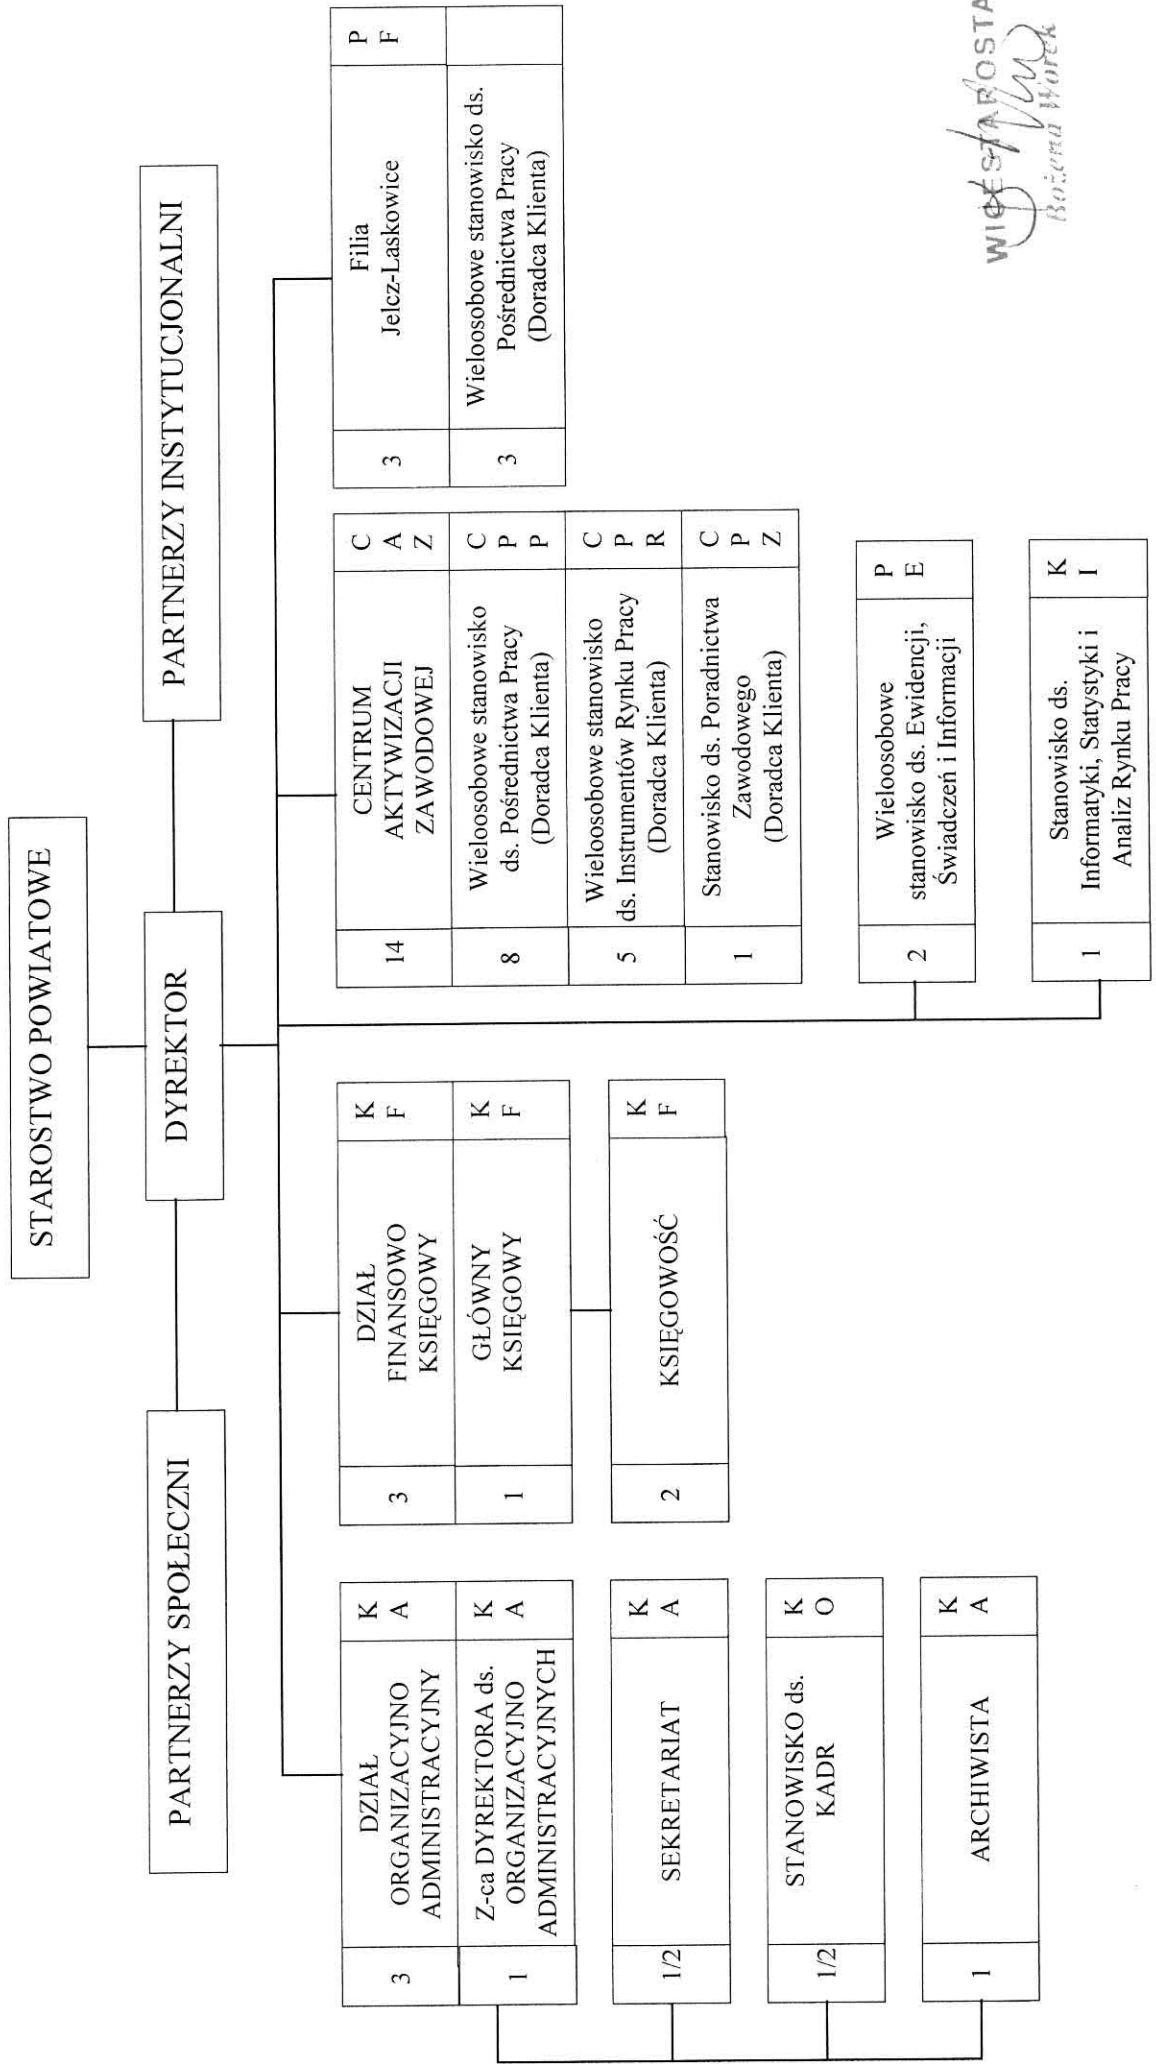 STAROSTWO POWIATOWE
PARTNERZY SPOŁECZNI
DYREKTOR
PARTNERZY INSTYTUCJONALNI
3
DZIAŁ
ORGANIZACYJNO
ADMINISTRACYJNY
K
A
1
Z-ca DYREKTORA ds.
ORGANIZACYJNO
ADMINISTRACYJNYCH
K
A
1/2
SEKRETARIAT
K
A
1/2
STANOWISKO ds.
KADR
K
O
1
ARCHIWISTA
K
A
3
DZIAŁ
FINANSOWO
KSIĘGOWY
K
F
1
GŁÓWNY
KSIĘGOWY
K
F
2
KSIĘGOWOŚĆ
K
F
14
CENTRUM
AKTYWIZACJI
ZAWODOWEJ
C
A
Z
8
Wieloosobowe stanowisko
ds. Pośrednictwa Pracy
(Doradca Klienta)
C
P
P
5
Wieloosobowe stanowisko
ds. Instrumentów Rynku Pracy
(Doradca Klienta)
C
P
R
1
Stanowisko ds. Poradnictwa
Zawodowego
(Doradca Klienta)
C
P
Z
2
Wieloosobowe
stanowisko ds. Ewidencji,
Świadczeń i Informacji
P
E
1
Stanowisko ds.
Informatyki, Statystyki i
Analiz Rynku Pracy
K
I
3
Filia
Jelcz-Laskowice
P
F
3
Wieloosobowe stanowisko ds.
Pośrednictwa Pracy
(Doradca Klienta)
WICESTAROSTA
Bożena Worek